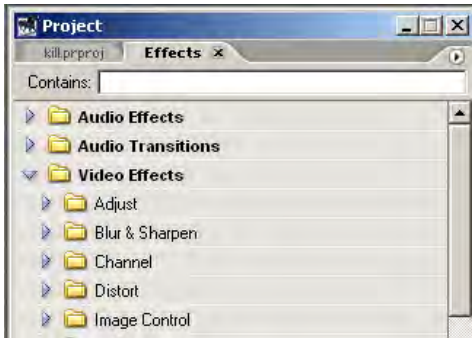 Project
kill.prproj Effects x
Contains:
Audio Effects
Audio Transitions
Video Effects
Adjust
Blur & Sharpen
Channel
Distort
Image Control